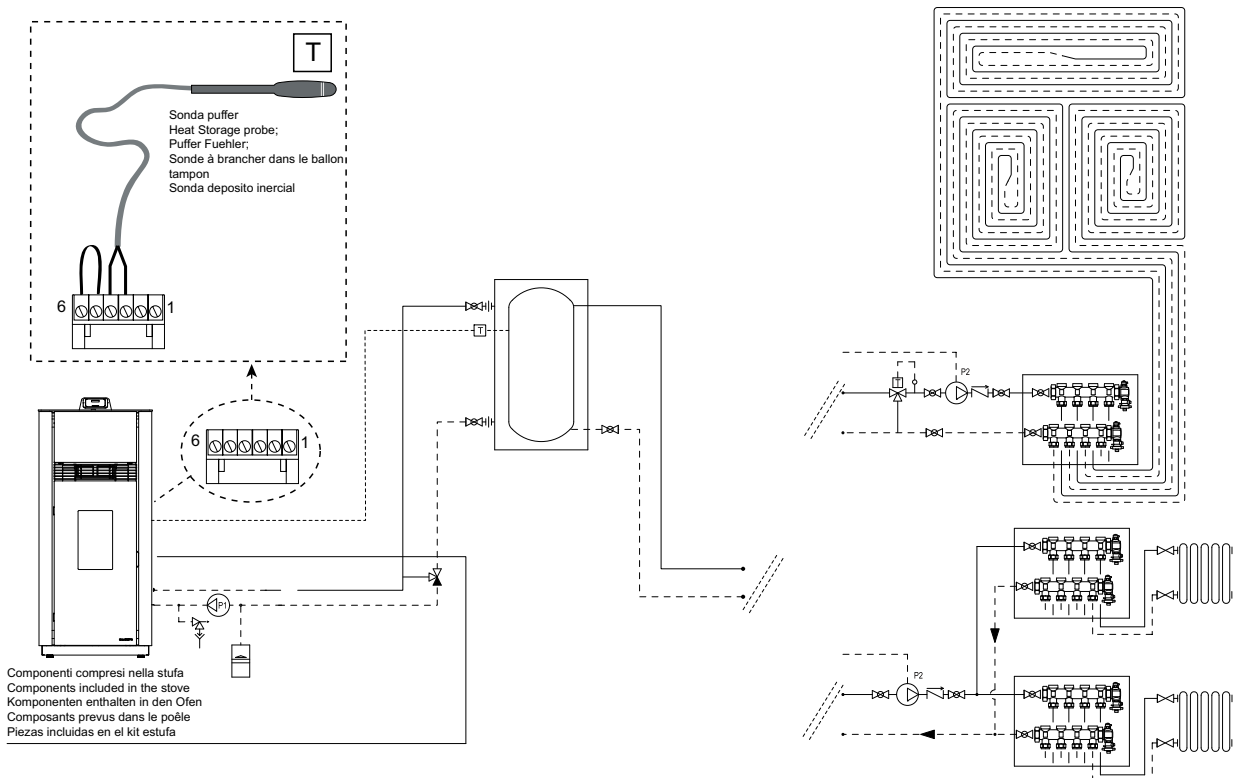 T
Sonda puffer
Heat Storage probe;
Puffer Fuehler;
Sonde à brancher dans le ballon
tampon
Sonda deposito inercial
6
1
T
6
1
P1
Componenti compresi nella stufa
Components included in the stove
Komponenten enthalten in den Ofen
Composants prevus dans le poêle
Piezas incluidas en el kit estufa
T
P2
P2